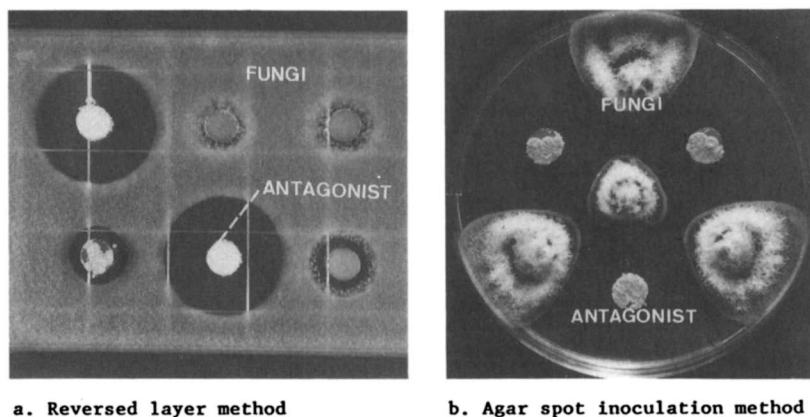 FUNGI
ANTAGONIST
FUNGI
ANTAGONIST
a. Reversed layer method
b. Agar spot inoculation method